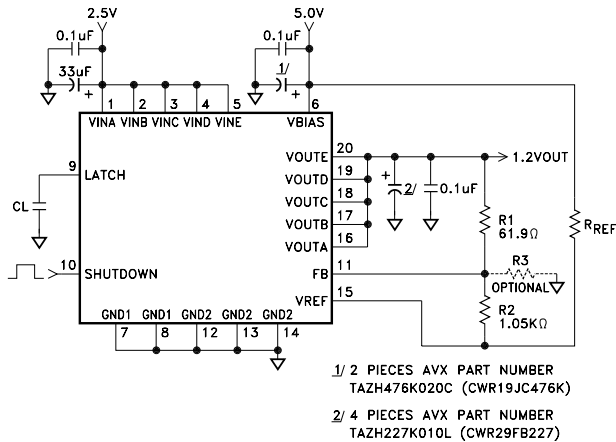 2.5V 5.0V
0.1uF 0.1uF
33uF + 1/ +
1 2 3 4 5 6
VINA VINB VINC VIND VINE VBIAS
9 LATCH
CL
10 SHUTDOWN
VOUTE 20 1.2VOUT
VOUTD 19
VOUTC 18
VOUTB 17
VOUTA 16
+ 2/ 0.1uF
R1
61.9Ω
RREF
FB 11
R3
OPTIONAL
VREF 15
R2
1.05KΩ
GND1 GND1 GND2 GND2 GND2
7 8 12 13 14
1/ 2 PIECES AVX PART NUMBER
TAZH476K020C (CWR19JC476K)
2/ 4 PIECES AVX PART NUMBER
TAZH227K010L (CWR29FB227)